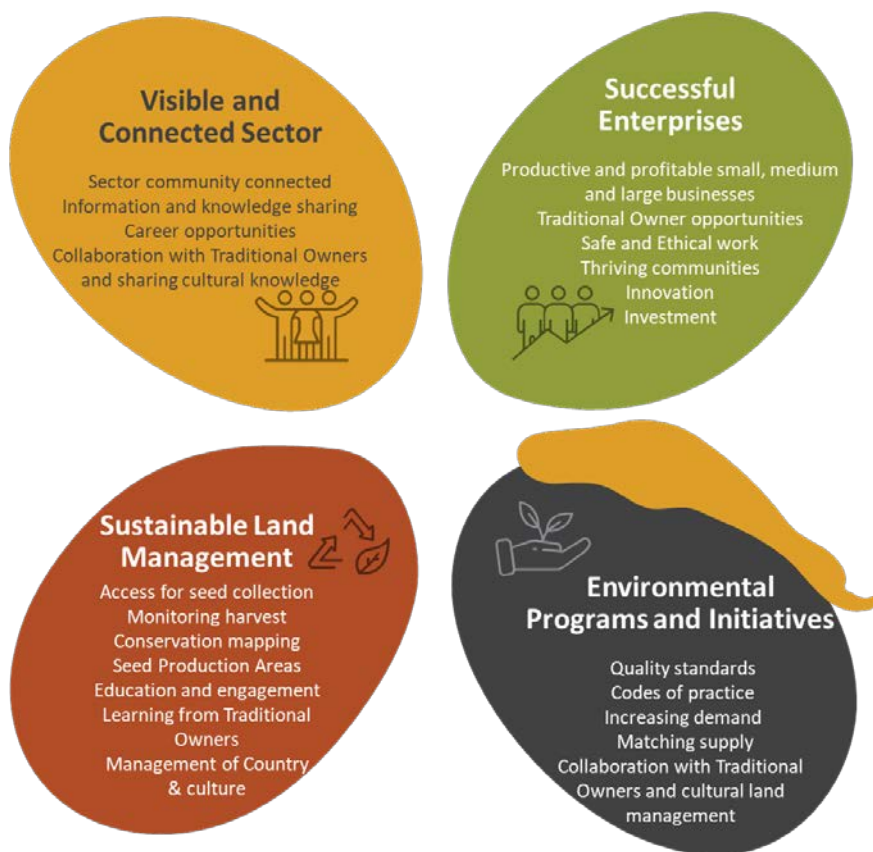 Visible and
Connected Sector
Sector community connected
Information and knowledge sharing
Career opportunities
Collaboration with Traditional Owners
and sharing cultural knowledge
Successful
Enterprises
Productive and profitable small, medium
and large businesses
Traditional Owner opportunities
Safe and Ethical work
Thriving communities
Innovation
Investment
Sustainable Land
Management
Access for seed collection
Monitoring harvest
Conservation mapping
Seed Production Areas
Education and engagement
Learning from Traditional
Owners
Management of Country
& culture
Environmental
Programs and Initiatives
Quality standards
Codes of practice
Increasing demand
Matching supply
Collaboration with Traditional
Owners and cultural land
management